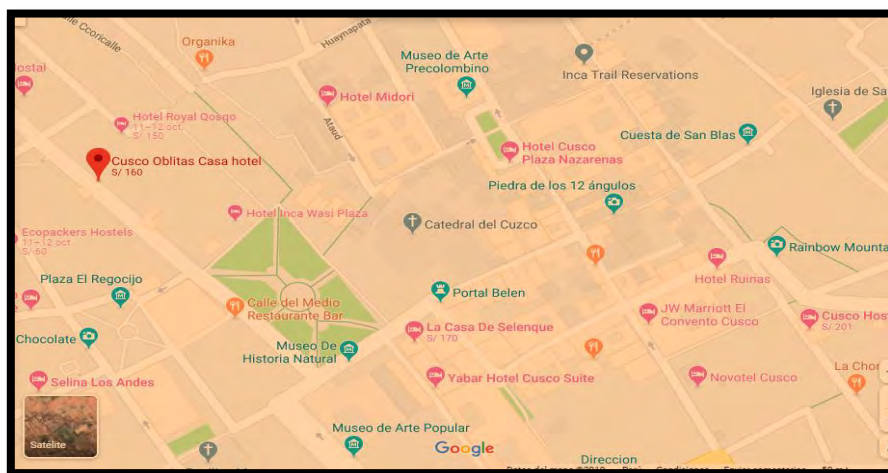 Ccoricalle
Organika
Huaynapata
Museo de Arte
Precolombino
Inca Trail Reservations
Iglesia de Sa
Hotel Midori
Ataud
Hotel Royal Qosqo
11–12 oct.
S/ 150
Cuesta de San Blas
Hotel Cusco
Plaza Nazarenas
Cusco Oblitas Casa hotel
S/ 160
Piedra de los 12 ángulos
Hotel Inca Wasi Plaza
Catedral del Cuzco
Ecopackers Hostels
11–12 oct.
S/ 60
Rainbow Mounta
Hotel Ruinas
Plaza El Regocijo
Portal Belen
Calle del Medio
Restaurante Bar
JW Marriott El
Convento Cusco
Cusco Hos
S/ 201
La Casa De Selenque
S/ 170
Chocolate
Museo De
Historia Natural
La Chor
Selina Los Andes
Yabar Hotel Cusco Suite
Novotel Cusco
Satélite
Museo de Arte Popular
Google
Direccion